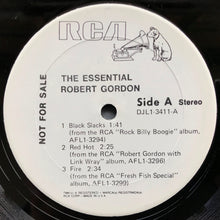 RCA
NOT FOR SALE
THE ESSENTIAL
ROBERT GORDON
Side A Stereo
DJL1-3411-A
1 Black Slacks 1:41
(from the RCA "Rock Billy Boogie" album,
AFL1-3294)
2 Red Hot 2:25
(from the RCA "Robert Gordon with
Link Wray" album, AFL1-3296)
3 Fire 2:34
(from the RCA "Fresh Fish Special"
album, AFL1-3299)